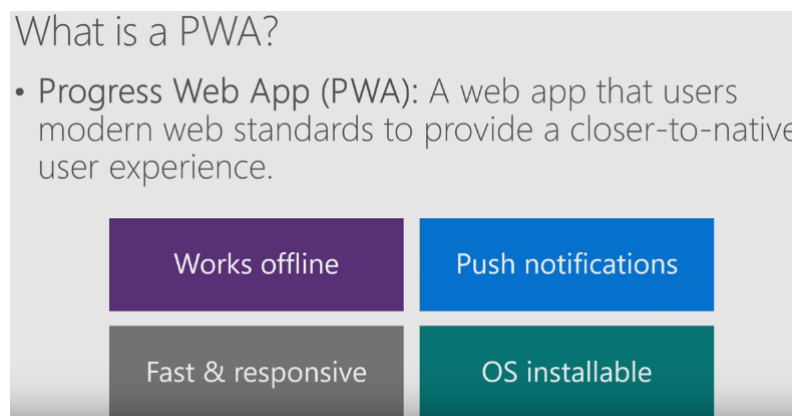 What is a PWA?
• Progress Web App (PWA): A web app that users
modern web standards to provide a closer-to-native
user experience.
Works offline
Push notifications
Fast & responsive
OS installable